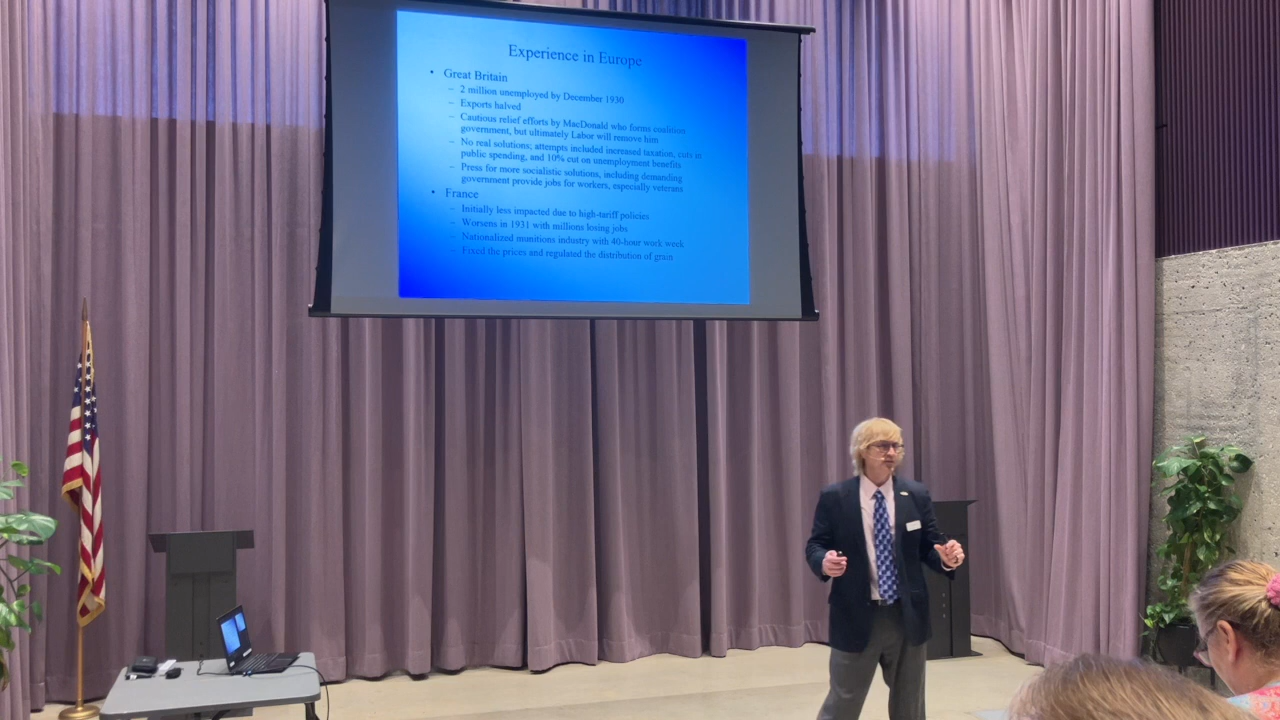 Experience in Europe
• Great Britain
– 2 million unemployed by December 1930
– Exports halved
– Cautious relief efforts by MacDonald who forms coalition
government, but ultimately Labor will remove him
– No real solutions; attempts included increased taxation, cuts in
public spending, and 10% cut on unemployment benefits
– Press for more socialistic solutions, including demanding
government provide jobs for workers, especially veterans
• France
– Initially less impacted due to high-tariff policies
– Worsens in 1931 with millions losing jobs
– Nationalized munitions industry with 40-hour work week
– Fixed the prices and regulated the distribution of grain